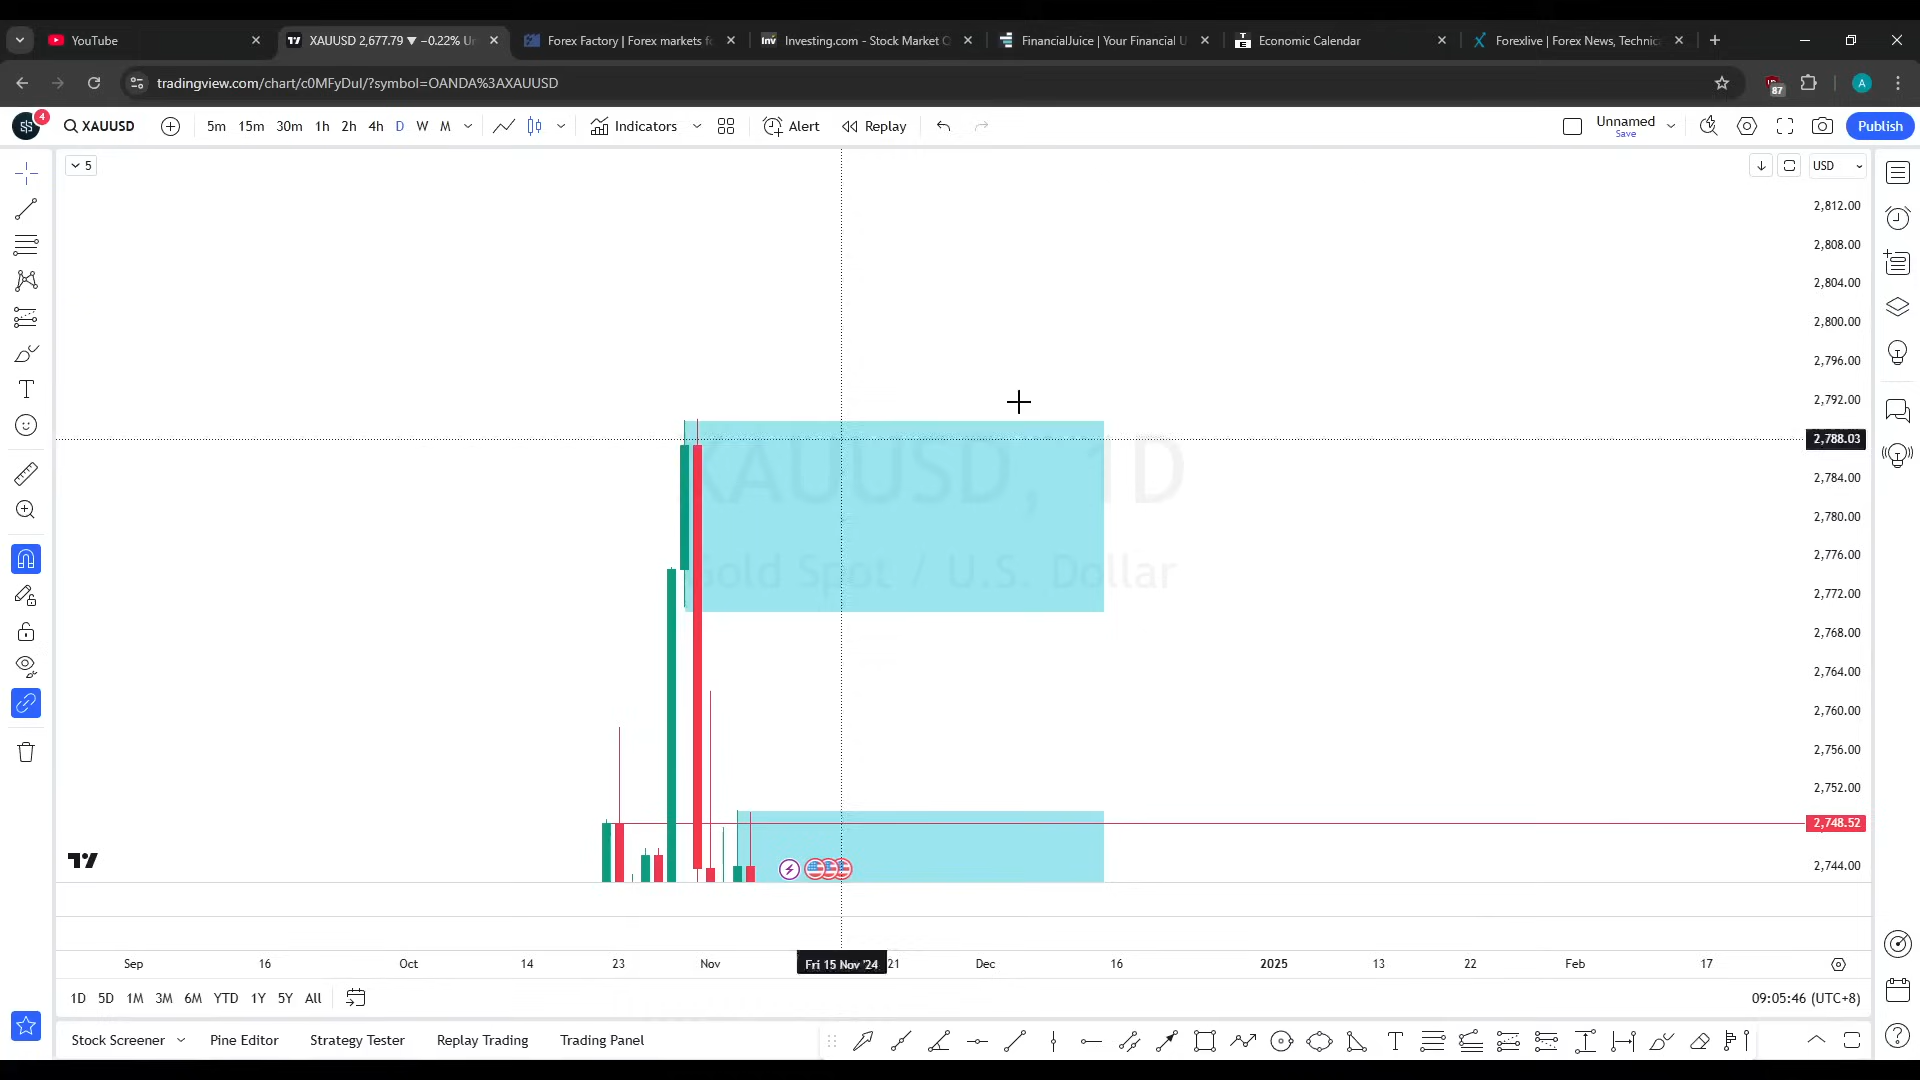 YouTube
XAUUSD 2,677.79 ▼ −0.22% Un
Forex Factory | Forex markets fo
Inv
Investing.com - Stock Market Q
FinancialJuice | Your Financial
TE
Economic Calendar
Forexlive | Forex News, Technic
tradingview.com/chart/c0MFyDuI/?symbol=OANDA%3AXAUUSD
87
A
4
XAUUSD
5m
15m
30m
1h
2h
4h
D
W
M
Indicators
Alert
Replay
Unnamed
Save
Publish
5
USD
2,812.00
2,808.00
2,804.00
2,800.00
2,796.00
2,792.00
2,788.03
2,784.00
2,780.00
2,776.00
2,772.00
2,768.00
2,764.00
2,760.00
2,756.00
2,752.00
2,748.52
2,744.00
XAUUSD, 1D
Gold Spot / U.S. Dollar
Sep
16
Oct
14
23
Nov
Fri 15 Nov '24
21
Dec
16
2025
13
22
Feb
17
1D
5D
1M
3M
6M
YTD
1Y
5Y
All
09:05:46 (UTC+8)
Stock Screener
Pine Editor
Strategy Tester
Replay Trading
Trading Panel